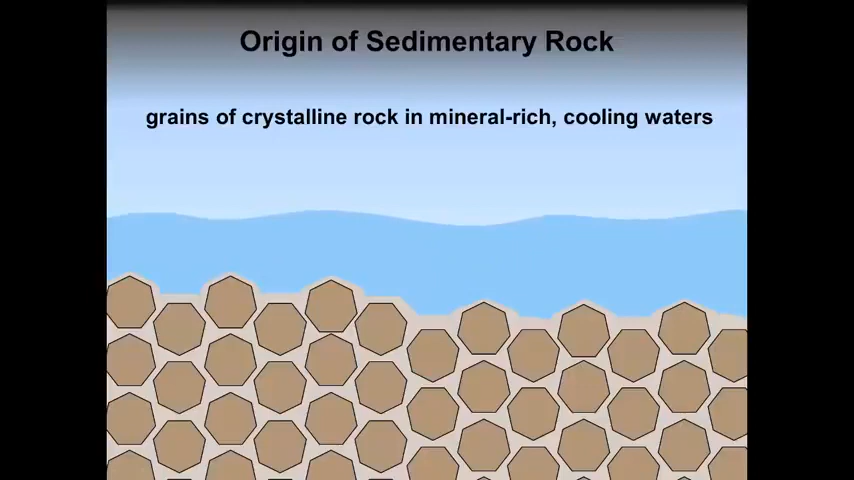 Origin of Sedimentary Rock
grains of crystalline rock in mineral-rich, cooling waters